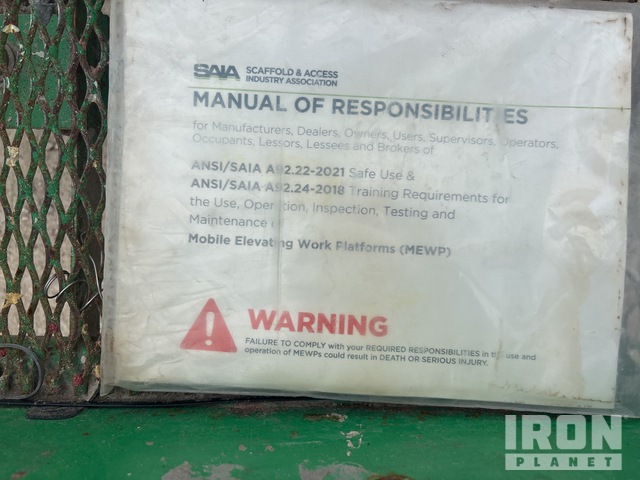 SAIA SCAFFOLD & ACCESS
INDUSTRY ASSOCIATION
MANUAL OF RESPONSIBILITIES
for Manufacturers, Dealers, Owners, Users, Supervisors, Operators,
Occupants, Lessors, Lessees and Brokers of
ANSI/SAIA A92.22-2021 Safe Use &
ANSI/SAIA A92.24-2018 Training Requirements for
the Use, Operation, Inspection, Testing and
Maintenance
Mobile Elevating Work Platforms (MEWP)
WARNING
FAILURE TO COMPLY with your REQUIRED RESPONSIBILITIES in the use and
operation of MEWPs could result in DEATH OR SERIOUS INJURY.
IRON
PLANET